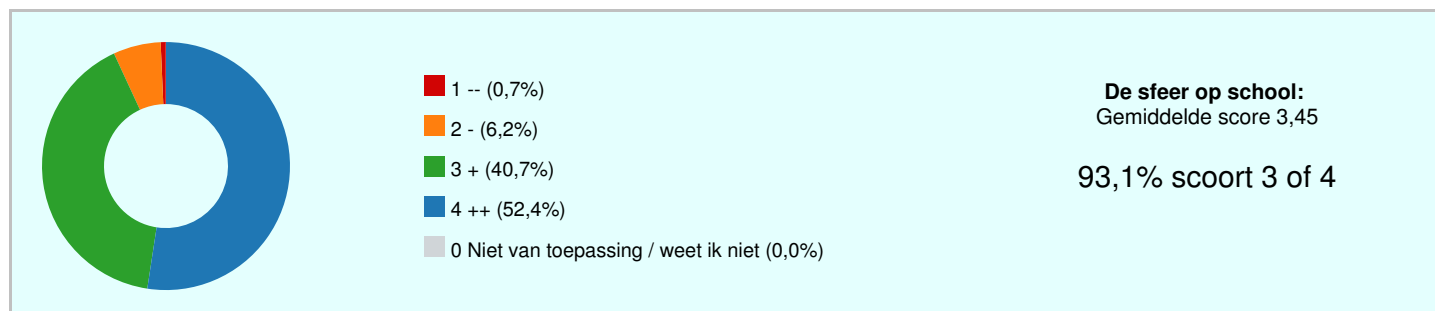 1 -- (0,7%)
2 - (6,2%)
3 + (40,7%)
4 ++ (52,4%)
0 Niet van toepassing / weet ik niet (0,0%)
De sfeer op school:
Gemiddelde score 3,45
93,1% scoort 3 of 4